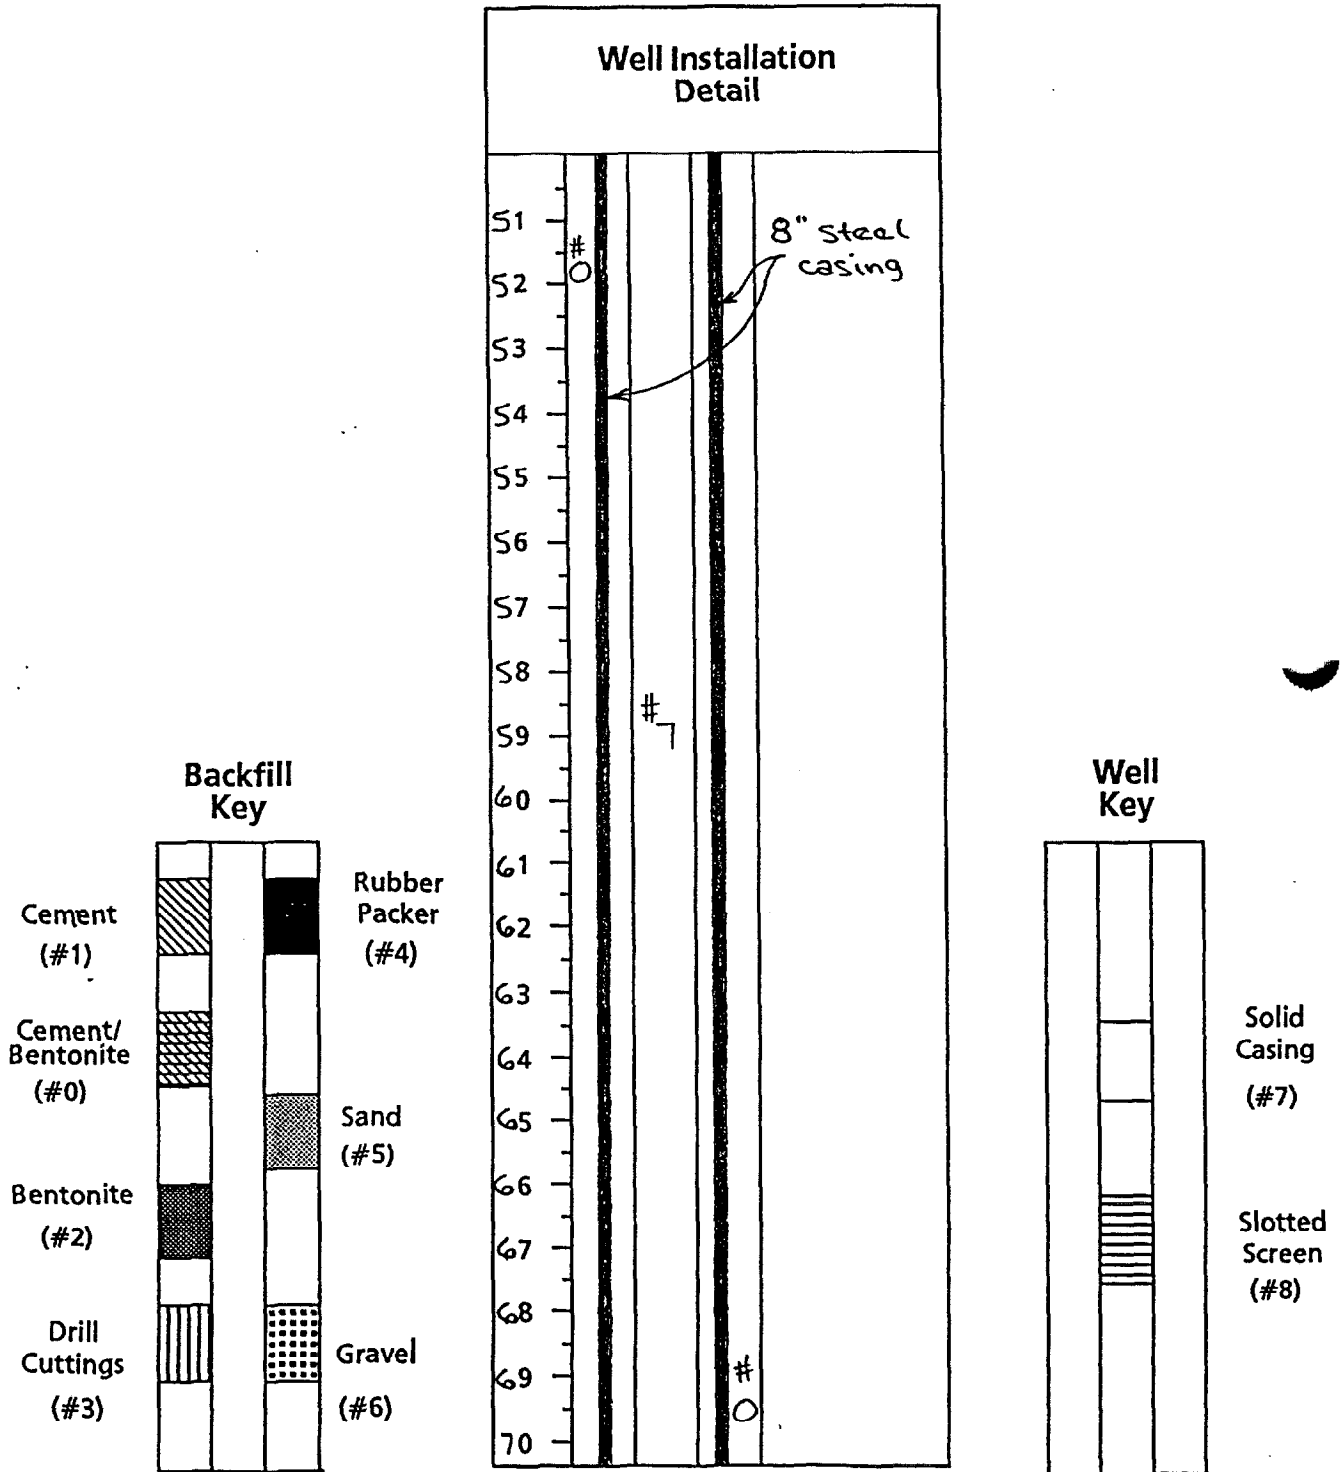 Well Installation
Detail
51
#
0
52
8" Steel
casing
53
54
55
56
57
58
#7
59
60
61
62
63
64
65
66
67
68
69
#
0
70
Backfill
Key
Cement
(#1)
Rubber
Packer
(#4)
Cement/
Bentonite
(#0)
Sand
(#5)
Bentonite
(#2)
Drill
Cuttings
(#3)
Gravel
(#6)
Well
Key
Solid
Casing
(#7)
Slotted
Screen
(#8)